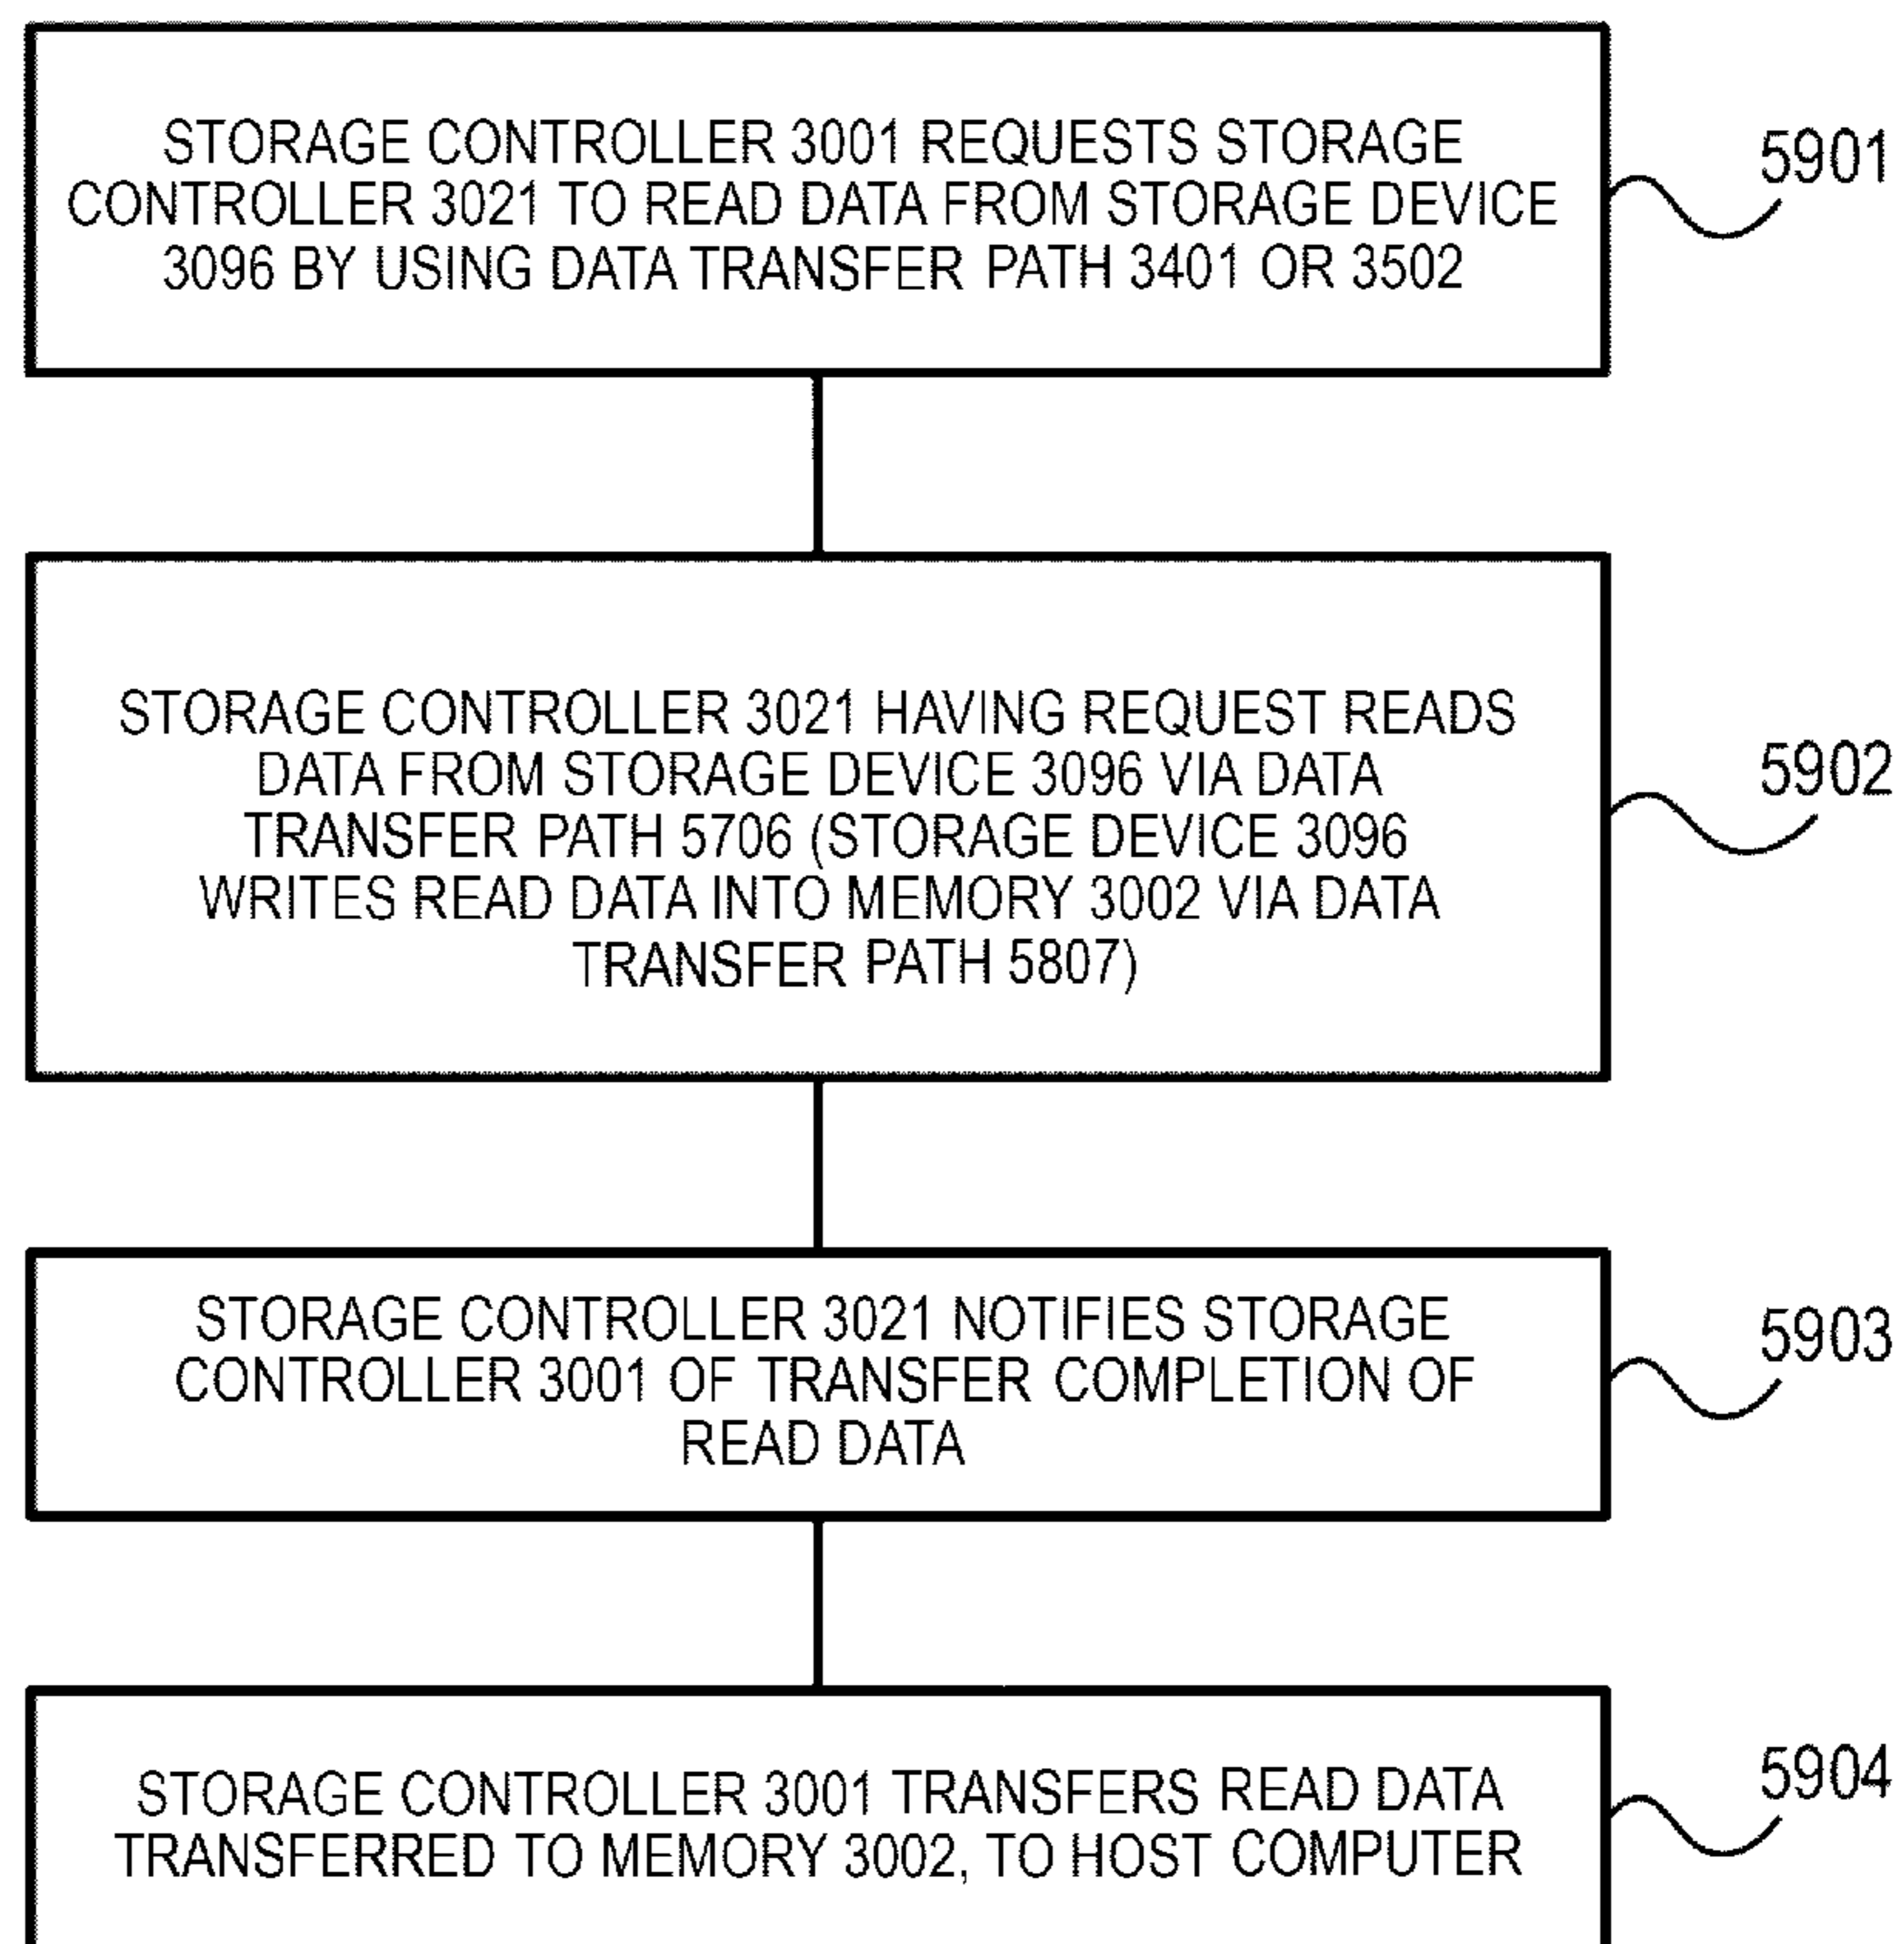 STORAGE CONTROLLER 3001 REQUESTS STORAGE
CONTROLLER 3021 TO READ DATA FROM STORAGE DEVICE
3096 BY USING DATA TRANSFER PATH 3401 OR 3502
5901
STORAGE CONTROLLER 3021 HAVING REQUEST READS
DATA FROM STORAGE DEVICE 3096 VIA DATA
TRANSFER PATH 5706 (STORAGE DEVICE 3096
WRITES READ DATA INTO MEMORY 3002 VIA DATA
TRANSFER PATH 5807)
5902
STORAGE CONTROLLER 3021 NOTIFIES STORAGE
CONTROLLER 3001 OF TRANSFER COMPLETION OF
READ DATA
5903
STORAGE CONTROLLER 3001 TRANSFERS READ DATA
TRANSFERRED TO MEMORY 3002, TO HOST COMPUTER
5904